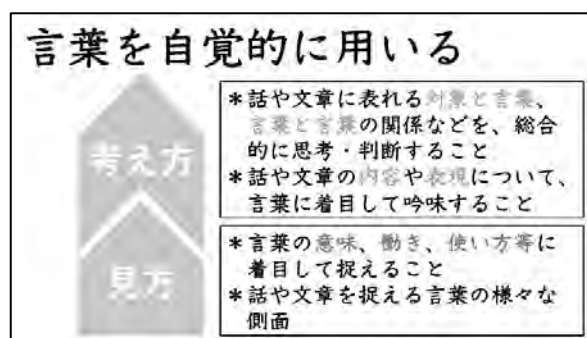 言葉を自覚的に用いる
考え方
*話や文章に表れる対象と言葉、
言葉と言葉の関係などを、総合
的に思考・判断すること
*話や文章の内容や表現について、
言葉に着目して吟味すること
見方
*言葉の意味、働き、使い方等に
着目して捉えること
*話や文章を捉える言葉の様々な
側面